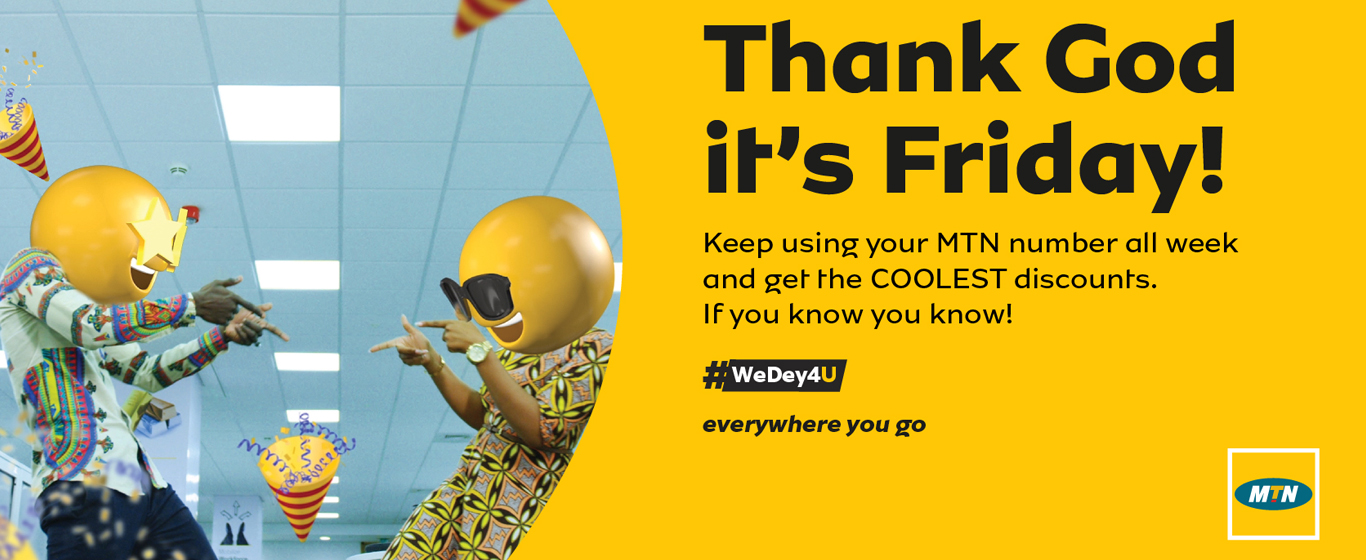 Thank God
it's Friday!
Keep using your MTN number all week
and get the COOLEST discounts.
If you know you know!
#WeDey4U
everywhere you go
MTN